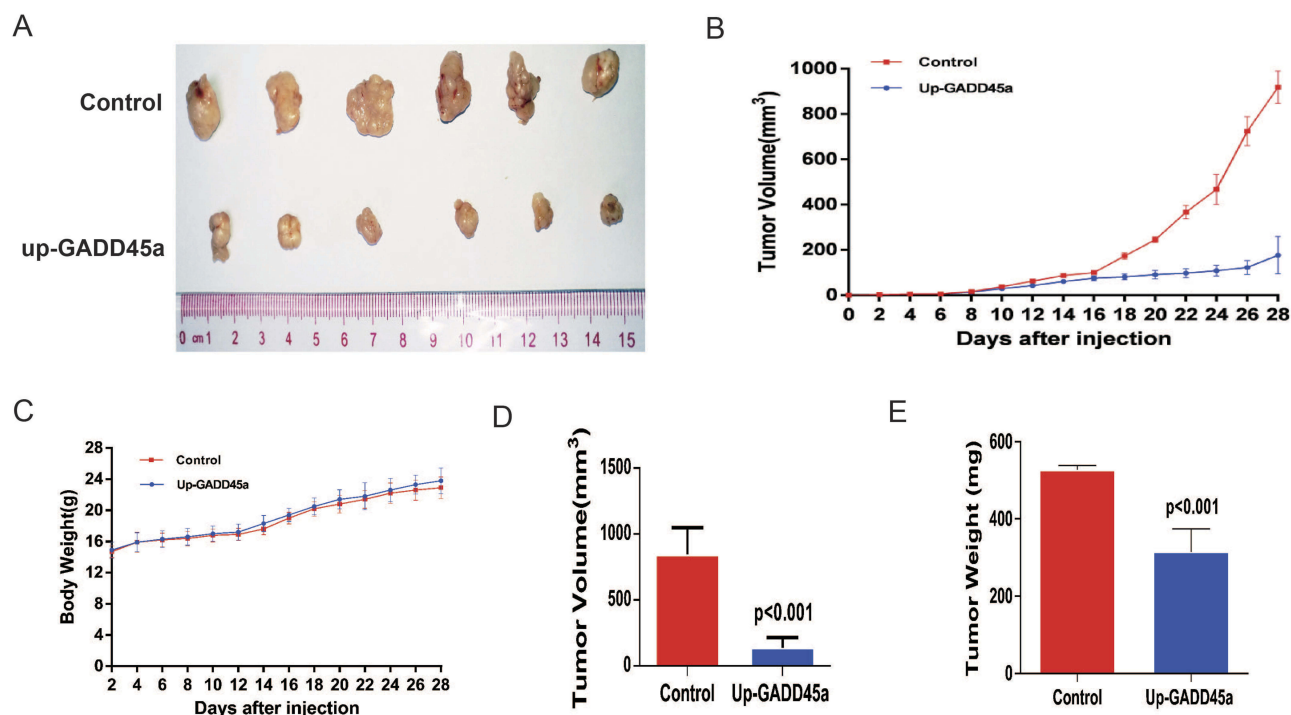 A
Control
up-GADD45a
0 cm 1 2 3 4 5 6 7 8 9 10 11 12 13 14 15
B
Control
Up-GADD45a
Tumor Volume(mm³)
1000
800
600
400
200
0
0 2 4 6 8 10 12 14 16 18 20 22 24 26 28
Days after injection
C
Control
Up-GADD45a
Body Weight(g)
28
24
20
16
12
8
4
0
2 4 6 8 10 12 14 16 18 20 22 24 26 28
Days after injection
D
Tumor Volume(mm³)
1500
1000
500
0
p<0.001
Control Up-GADD45a
E
Tumor Weight (mg)
600
400
200
0
p<0.001
Control Up-GADD45a